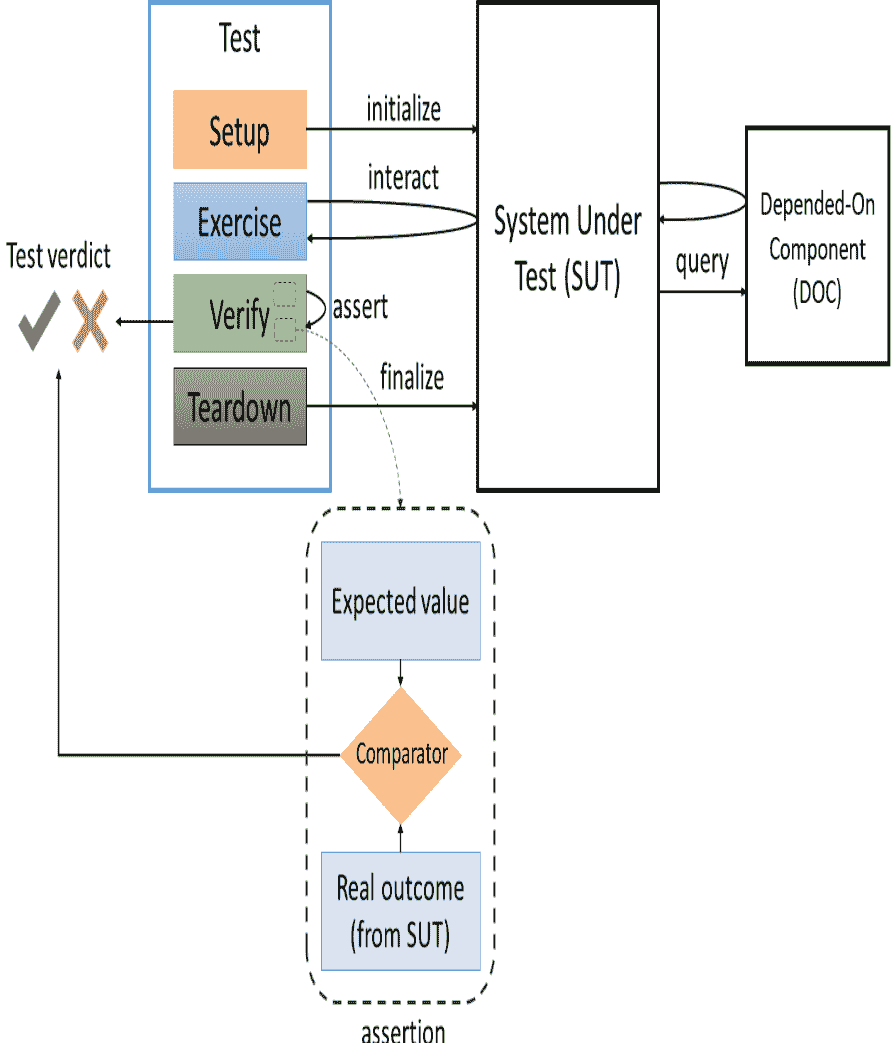 Test
Setup
initialize
interact
Exercise
System Under
Test (SUT)
Depended-On
Component
(DOC)
query
Test verdict
Verify
assert
finalize
Teardown
Expected value
Comparator
Real outcome
(from SUT)
assertion